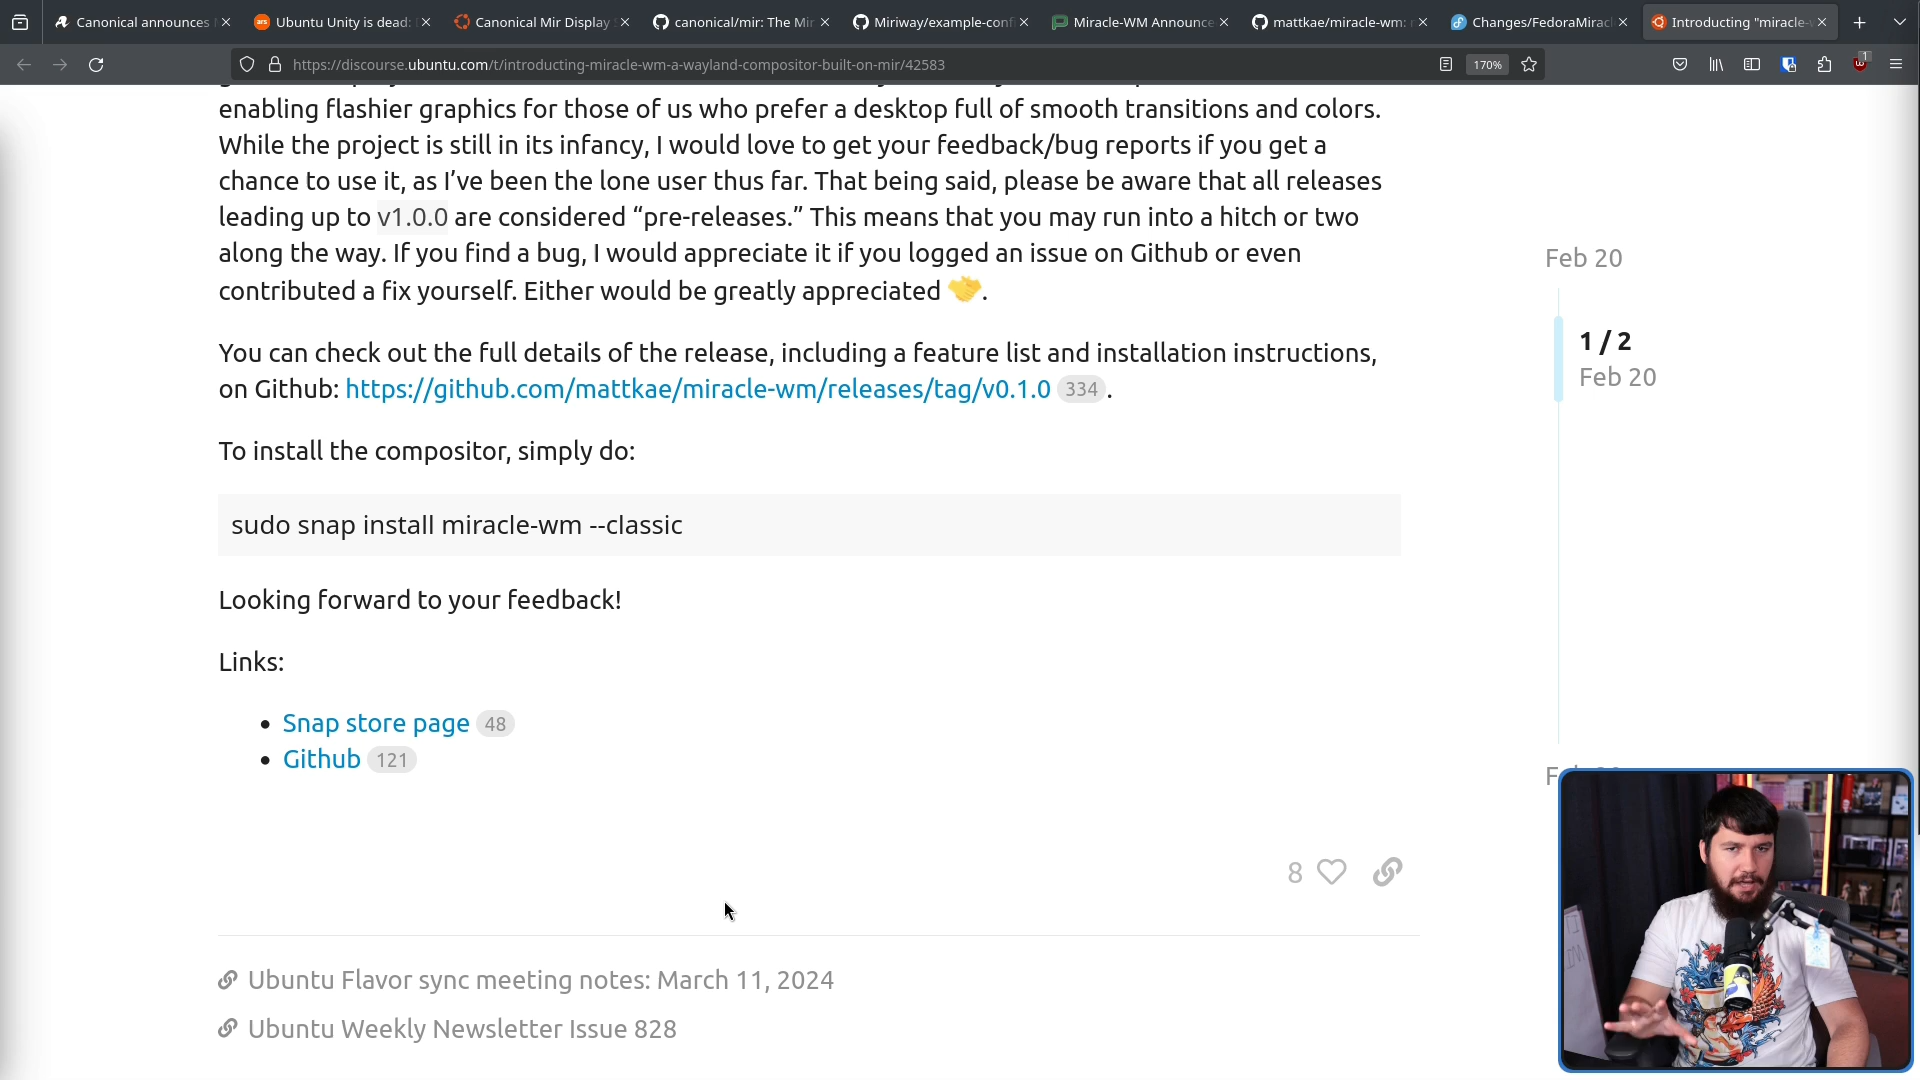 Canonical announces
Ubuntu Unity is dead:
Canonical Mir Display
canonical/mir: The Mir
Miriway/example-conf
Miracle-WM Announce
mattkae/miracle-wm:
Changes/FedoraMiracl
Introducting "miracle-w
https://discourse.ubuntu.com/t/introducting-miracle-wm-a-wayland-compositor-built-on-mir/42583
170%
1
enabling flashier graphics for those of us who prefer a desktop full of smooth transitions and colors.
While the project is still in its infancy, I would love to get your feedback/bug reports if you get a
chance to use it, as I’ve been the lone user thus far. That being said, please be aware that all releases
leading up to v1.0.0 are considered “pre-releases.” This means that you may run into a hitch or two
along the way. If you find a bug, I would appreciate it if you logged an issue on Github or even
contributed a fix yourself. Either would be greatly appreciated 🤝.
You can check out the full details of the release, including a feature list and installation instructions,
on Github: https://github.com/mattkae/miracle-wm/releases/tag/v0.1.0 334.
To install the compositor, simply do:
sudo snap install miracle-wm --classic
Looking forward to your feedback!
Links:
• Snap store page 48
• Github 121
8
Ubuntu Flavor sync meeting notes: March 11, 2024
Ubuntu Weekly Newsletter Issue 828
Feb 20
1 / 2
Feb 20